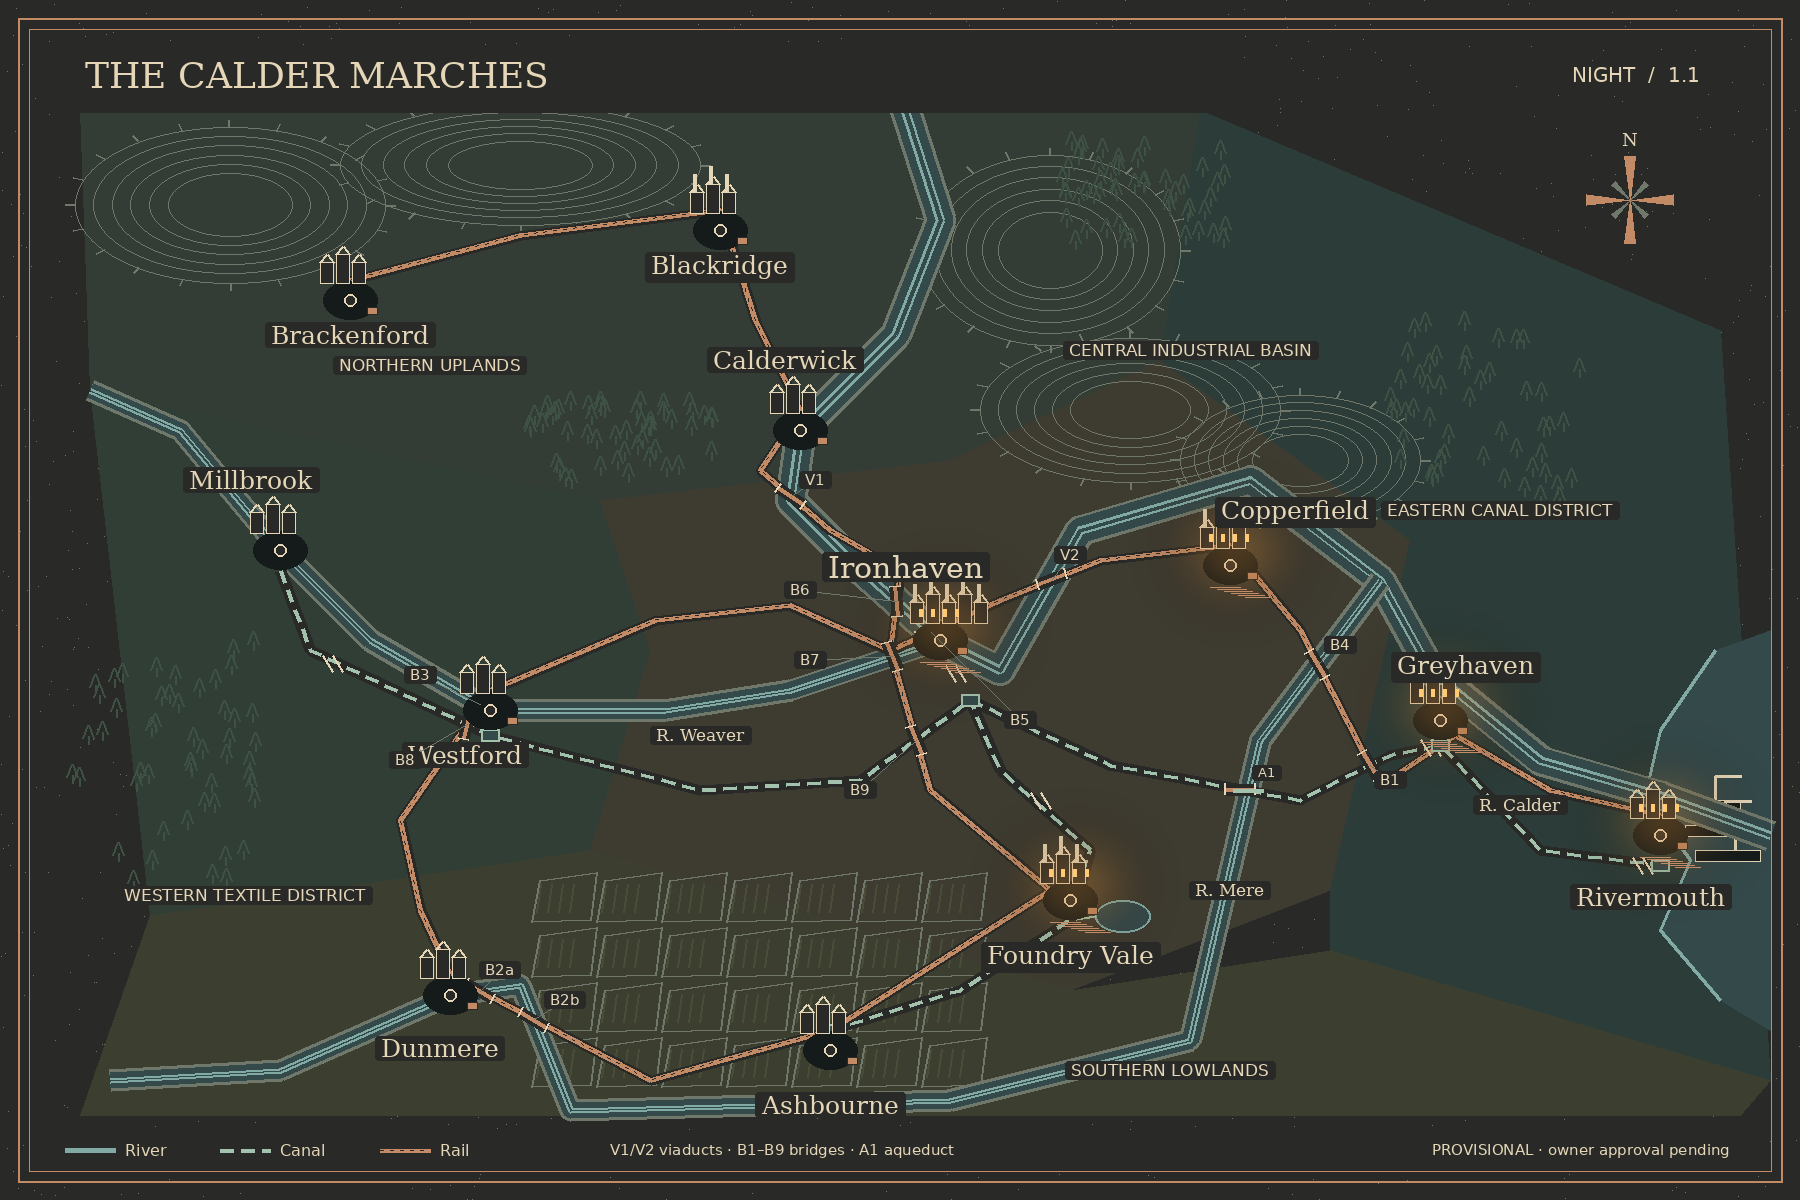 THE CALDER MARCHES
NIGHT / 1.1
N
Blackridge
Brackenford
NORTHERN UPLANDS
CENTRAL INDUSTRIAL BASIN
Calderwick
Millbrook
V1
Copperfield
EASTERN CANAL DISTRICT
V2
Ironhaven
B6
B4
B7
Greyhaven
B3
B5
R. Weaver
Westford
B8
A1
B1
B9
R. Calder
WESTERN TEXTILE DISTRICT
R. Mere
Rivermouth
Foundry Vale
B2a
B2b
Dunmere
SOUTHERN LOWLANDS
Ashbourne
River
Canal
Rail
V1/V2 viaducts · B1–B9 bridges · A1 aqueduct
PROVISIONAL · owner approval pending